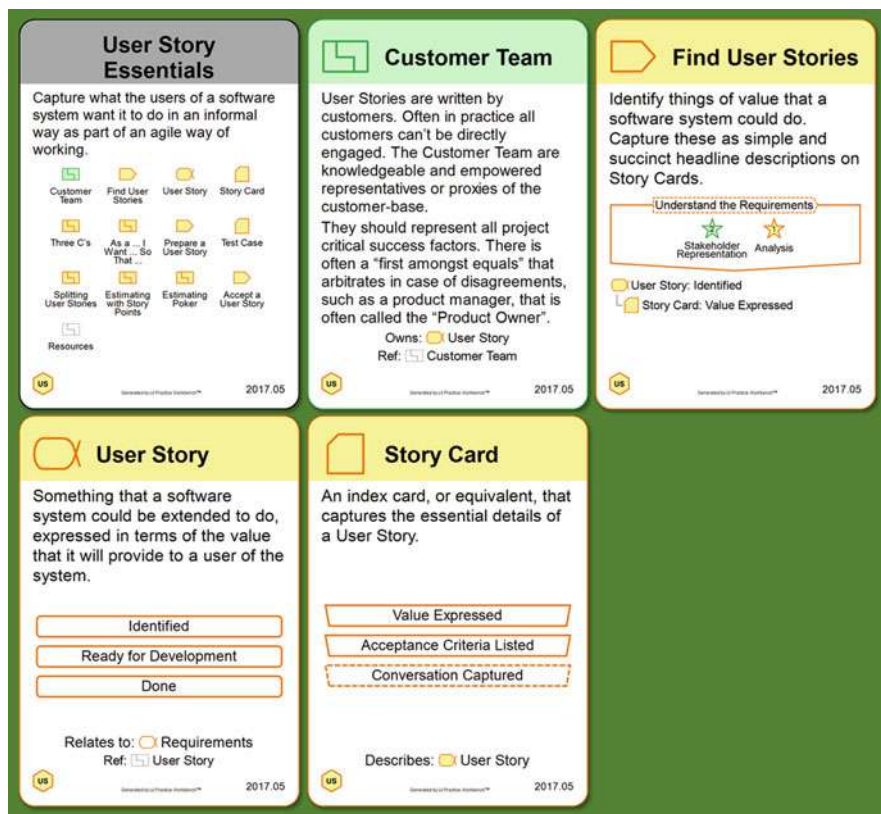 User Story
Essentials
Capture what the users of a software
system want it to do in an informal
way as part of an agile way of
working.
Customer
Team
Find User
Stories
User Story
Story Card
Three C's
As a ... I
Want ... So
That ...
Prepare a
User Story
Test Case
Splitting
User Stories
Estimating
with Story
Points
Estimating
Poker
Accept a
User Story
Resources
US
2017.05
Customer Team
User Stories are written by
customers. Often in practice all
customers can't be directly
engaged. The Customer Team are
knowledgeable and empowered
representatives or proxies of the
customer-base.
They should represent all project
critical success factors. There is
often a “first amongst equals” that
arbitrates in case of disagreements,
such as a product manager, that is
often called the “Product Owner”.
Owns: User Story
Ref: Customer Team
US
2017.05
Find User Stories
Identify things of value that a
software system could do.
Capture these as simple and
succinct headline descriptions on
Story Cards.
Understand the Requirements
2
Stakeholder
Representation
1
Analysis
User Story: Identified
Story Card: Value Expressed
US
2017.05
User Story
Something that a software
system could be extended to do,
expressed in terms of the value
that it will provide to a user of the
system.
Identified
Ready for Development
Done
Relates to: Requirements
Ref: User Story
US
2017.05
Story Card
An index card, or equivalent, that
captures the essential details of
a User Story.
Value Expressed
Acceptance Criteria Listed
Conversation Captured
Describes: User Story
US
2017.05